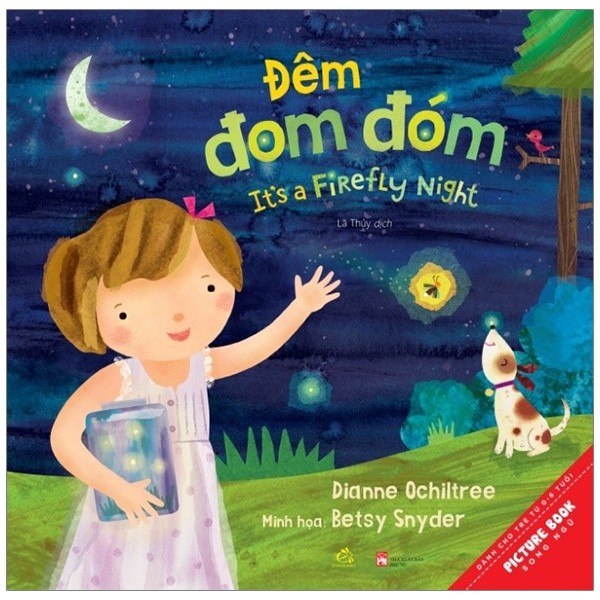 Đêm
đom đóm
It's a Firefly Night
Lã Thủy dịch
Dianne Ochiltree
Minh họa: Betsy Snyder
DÀNH CHO TRẺ TỪ 0-6 TUỔI
PICTURE BOOK
SONG NGỮ